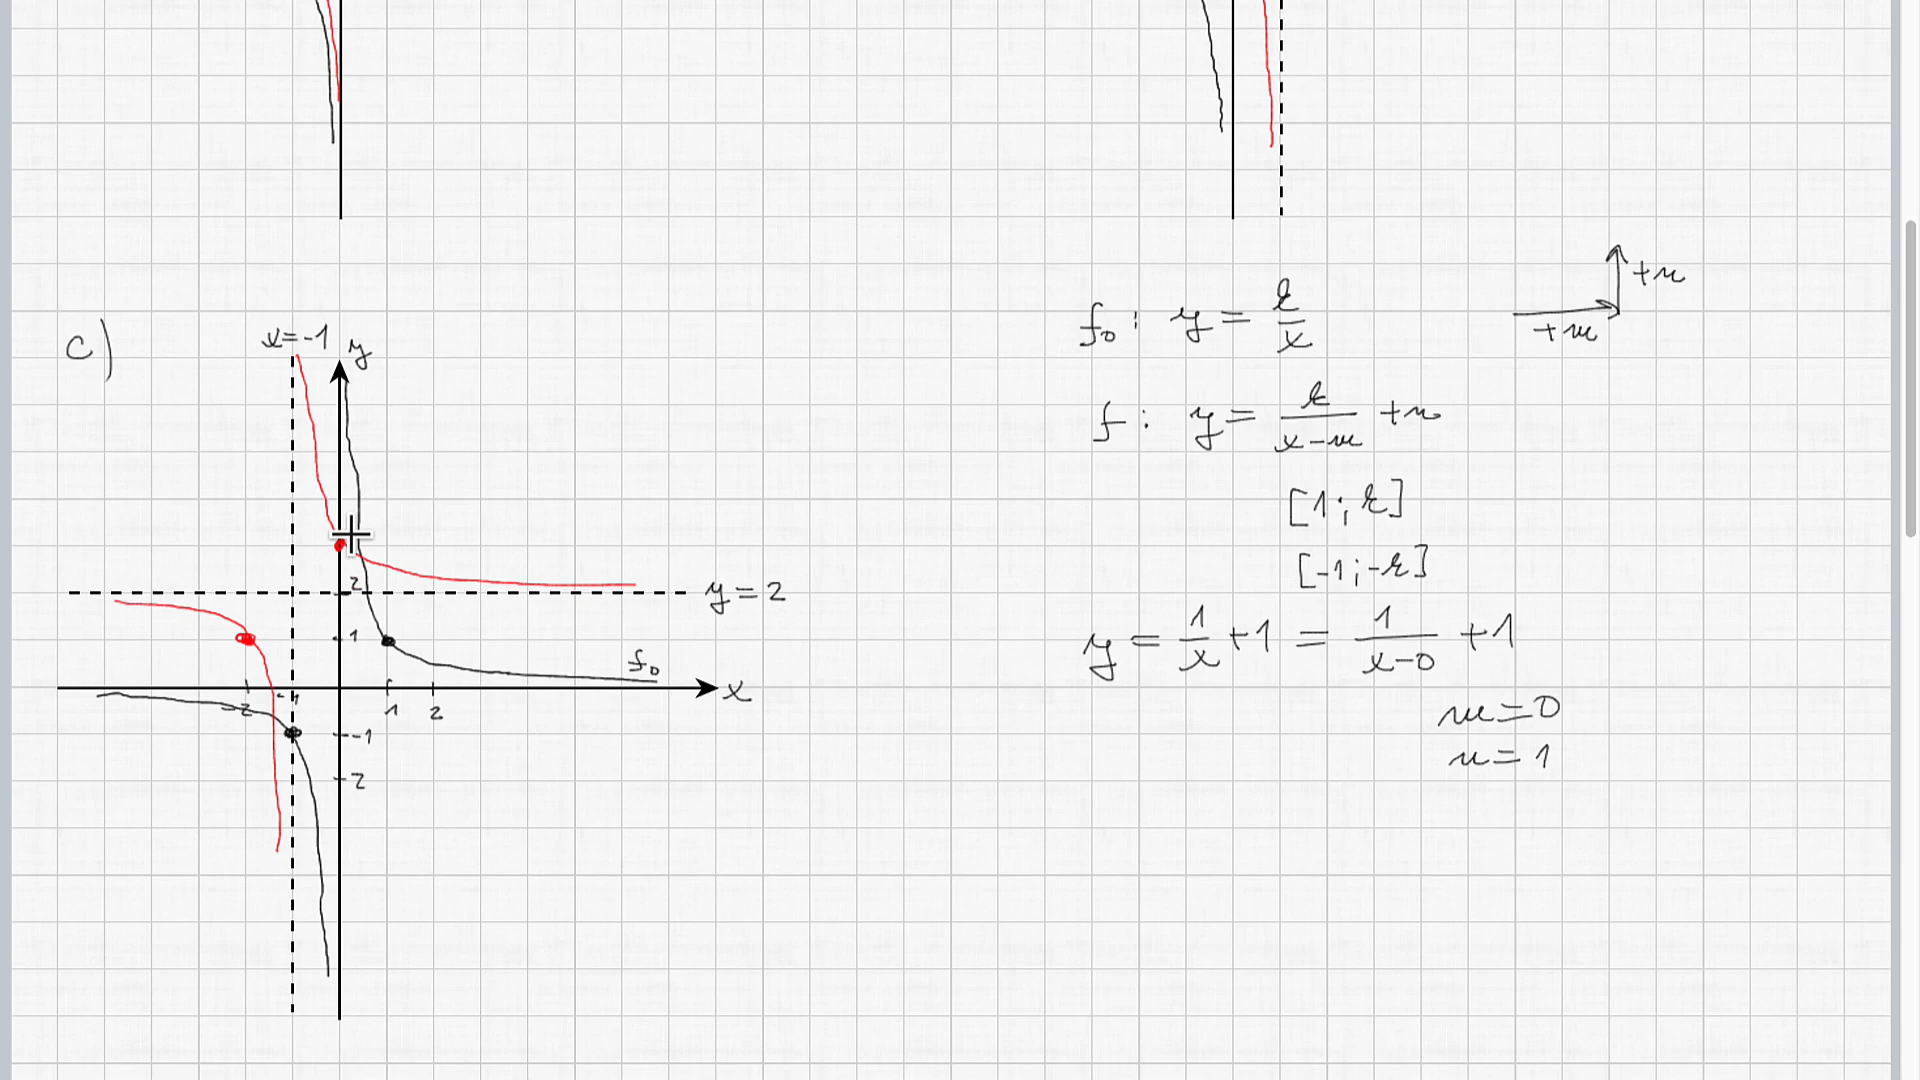 c)
x=-1
y
2
y=2
1
f₀
x
-2 -1 1 2
-1
-2
f₀: y = k/x
+n
+m
f: y = k/(x-m) +n
[1;k]
[-1;-k]
y = 1/x +1 = 1/(x-0) +1
m=0
n=1